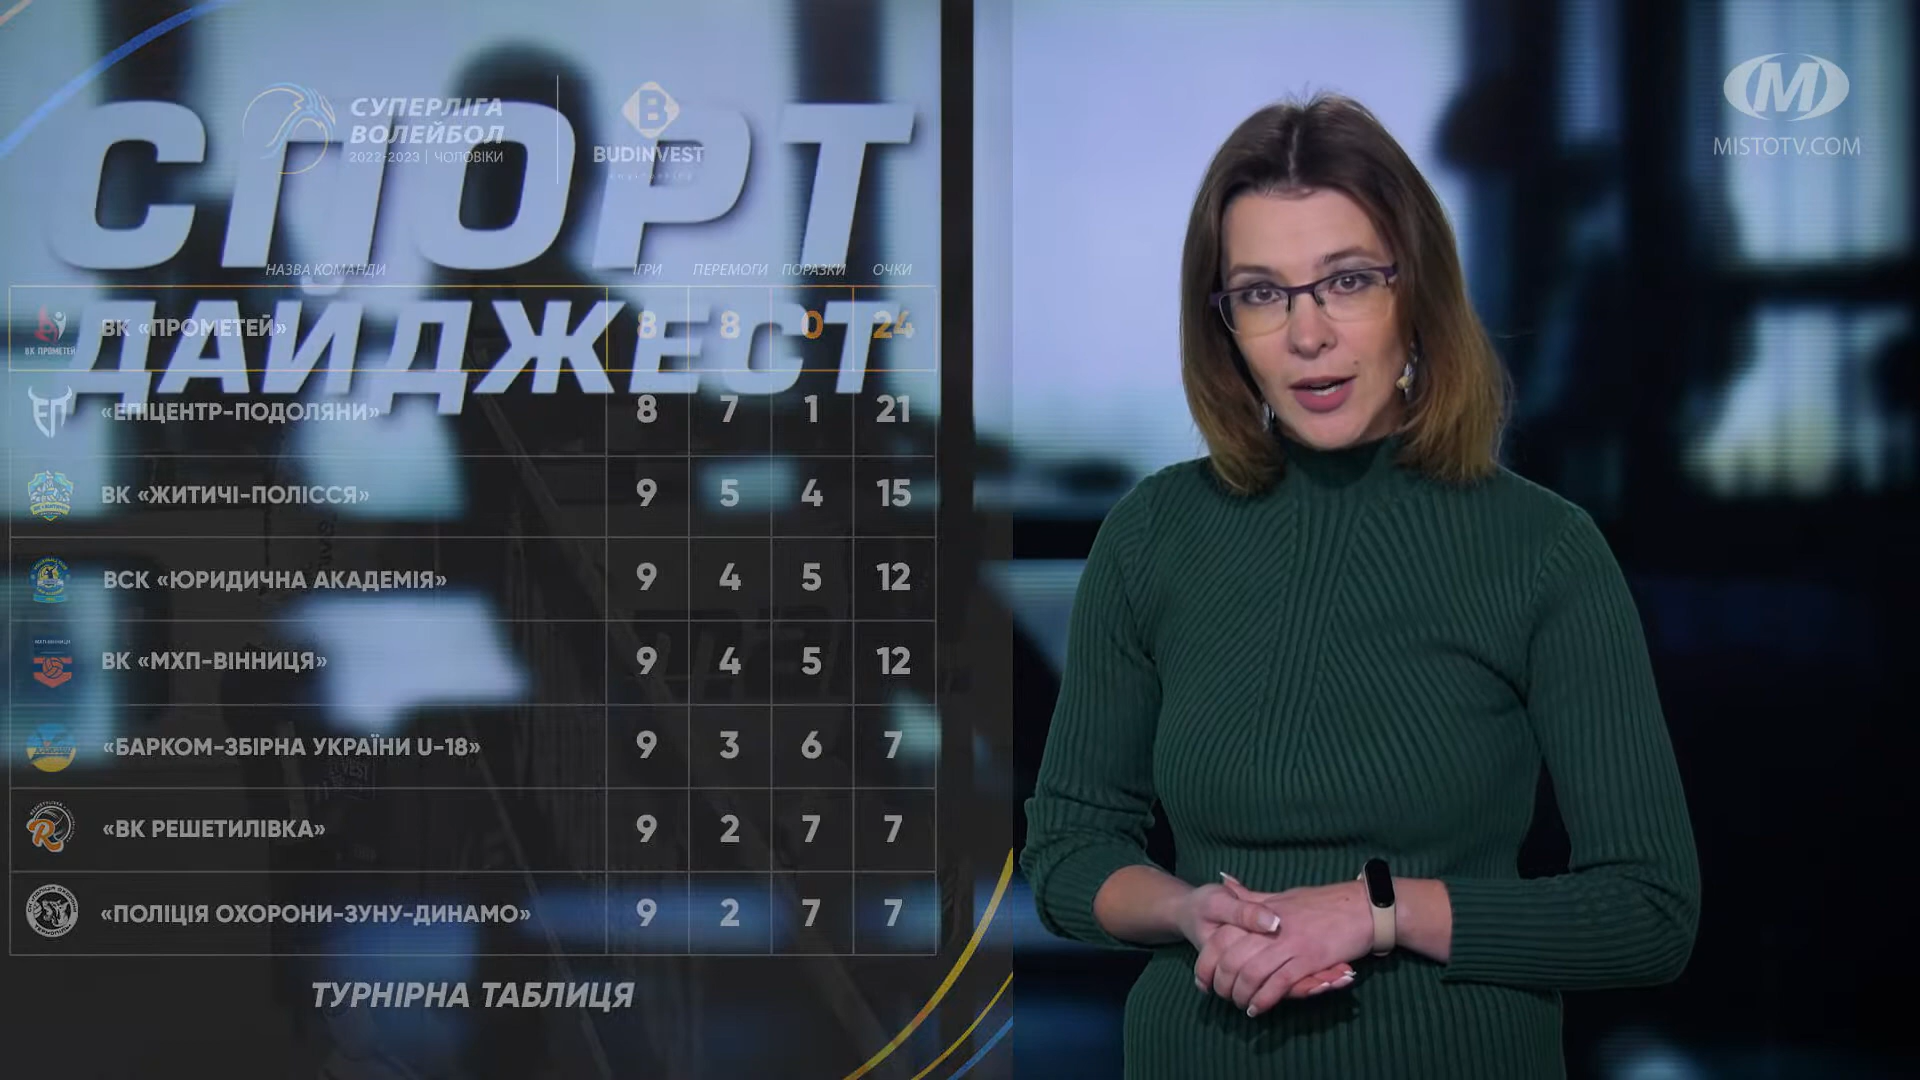 СПОРТ
ДАЙДЖЕСТ
СУПЕРЛІГА
ВОЛЕЙБОЛ
2022-2023 | ЧОЛОВІКИ
B
BUDINVEST
M
MISTOTV.COM
НАЗВА КОМАНДИ ІГРИ ПЕРЕМОГИ ПОРАЗКИ ОЧКИ
ВК «ПРОМЕТЕЙ» 8 8 0 24
ВК ПРОМЕТЕЙ
ЕП «ЕПІЦЕНТР-ПОДОЛЯНИ» 8 7 1 21
ВК «ЖИТИЧІ-ПОЛІССЯ» 9 5 4 15
ВСК «ЮРИДИЧНА АКАДЕМІЯ» 9 4 5 12
ВК «МХП-ВІННИЦЯ» 9 4 5 12
«БАРКОМ-ЗБІРНА УКРАЇНИ U-18» 9 3 6 7
R «ВК РЕШЕТИЛІВКА» 9 2 7 7
«ПОЛІЦІЯ ОХОРОНИ-ЗУНУ-ДИНАМО» 9 2 7 7
ТУРНІРНА ТАБЛИЦЯ